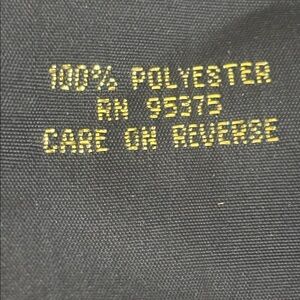 100% POLYESTER
RN 95375
CARE ON REVERSE